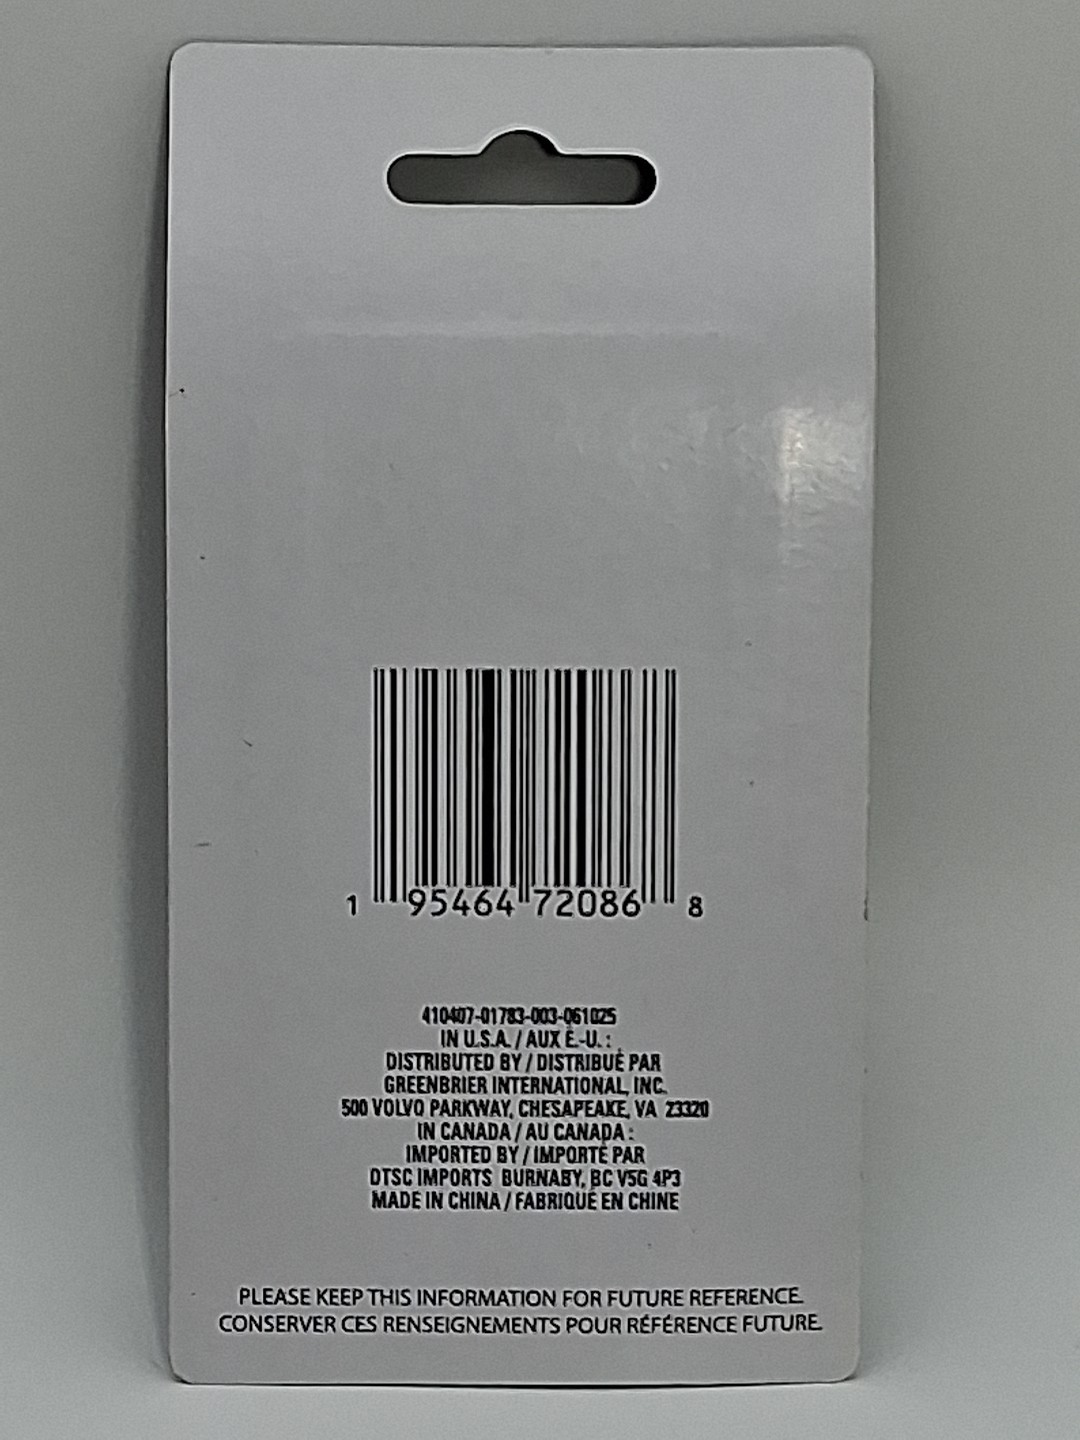 1 95464 72086 8
410407-01783-003-061025
IN U.S.A. / AUX É.-U. :
DISTRIBUTED BY / DISTRIBUÉ PAR
GREENBRIER INTERNATIONAL, INC.
500 VOLVO PARKWAY, CHESAPEAKE, VA 23320
IN CANADA / AU CANADA :
IMPORTED BY / IMPORTÉ PAR
DTSC IMPORTS BURNABY, BC V5G 4P3
MADE IN CHINA / FABRIQUÉ EN CHINE
PLEASE KEEP THIS INFORMATION FOR FUTURE REFERENCE.
CONSERVER CES RENSEIGNEMENTS POUR RÉFÉRENCE FUTURE.